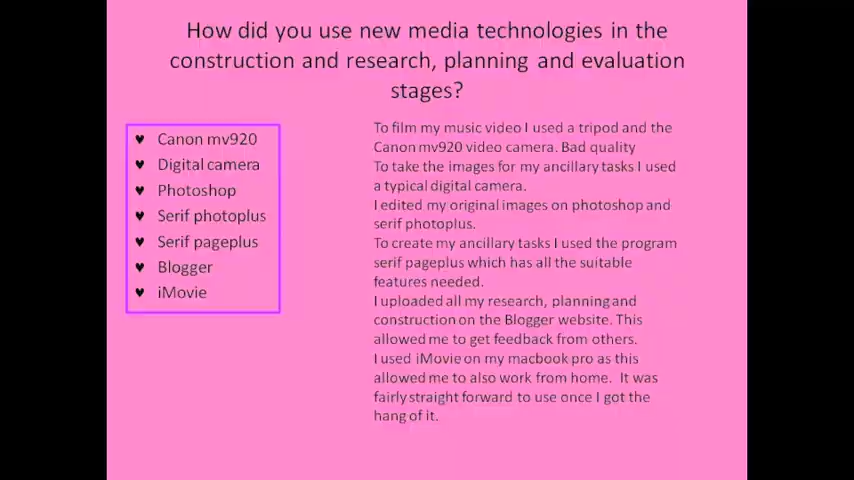 How did you use new media technologies in the
construction and research, planning and evaluation
stages?
♥ Canon mv920
♥ Digital camera
♥ Photoshop
♥ Serif photoplus
♥ Serif pageplus
♥ Blogger
♥ iMovie
To film my music video I used a tripod and the
Canon mv920 video camera. Bad quality
To take the images for my ancillary tasks I used
a typical digital camera.
I edited my original images on photoshop and
serif photoplus.
To create my ancillary tasks I used the program
serif pageplus which has all the suitable
features needed.
I uploaded all my research, planning and
construction on the Blogger website. This
allowed me to get feedback from others.
I used iMovie on my macbook pro as this
allowed me to also work from home.  It was
fairly straight forward to use once I got the
hang of it.